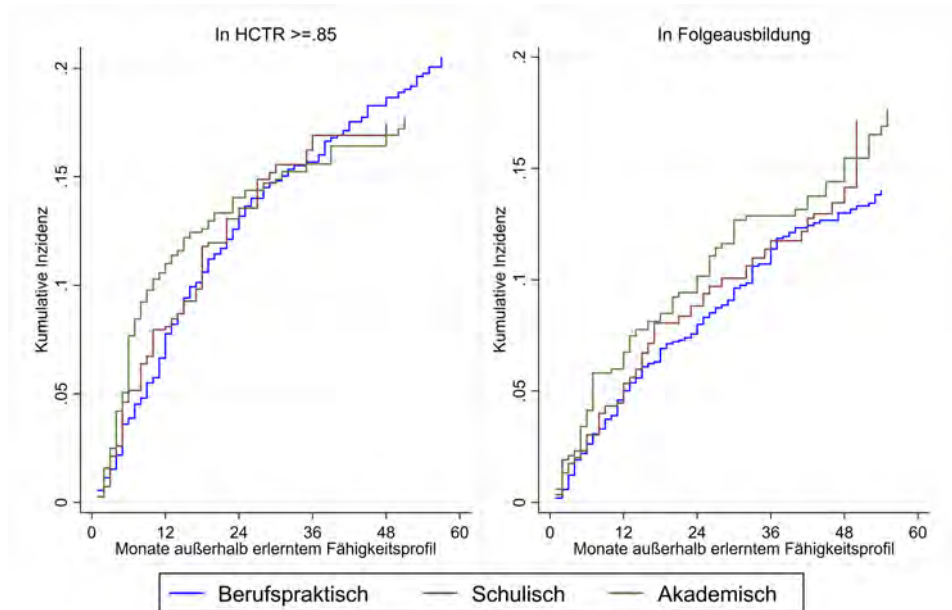 In HCTR >=.85
Kumulative Inzidenz
.2
.15
.1
.05
0
0 12 24 36 48 60
Monate außerhalb erlerntem Fähigkeitsprofil
In Folgeausbildung
Kumulative Inzidenz
.2
.15
.1
.05
0
0 12 24 36 48 60
Monate außerhalb erlerntem Fähigkeitsprofil
Berufspraktisch Schulisch Akademisch